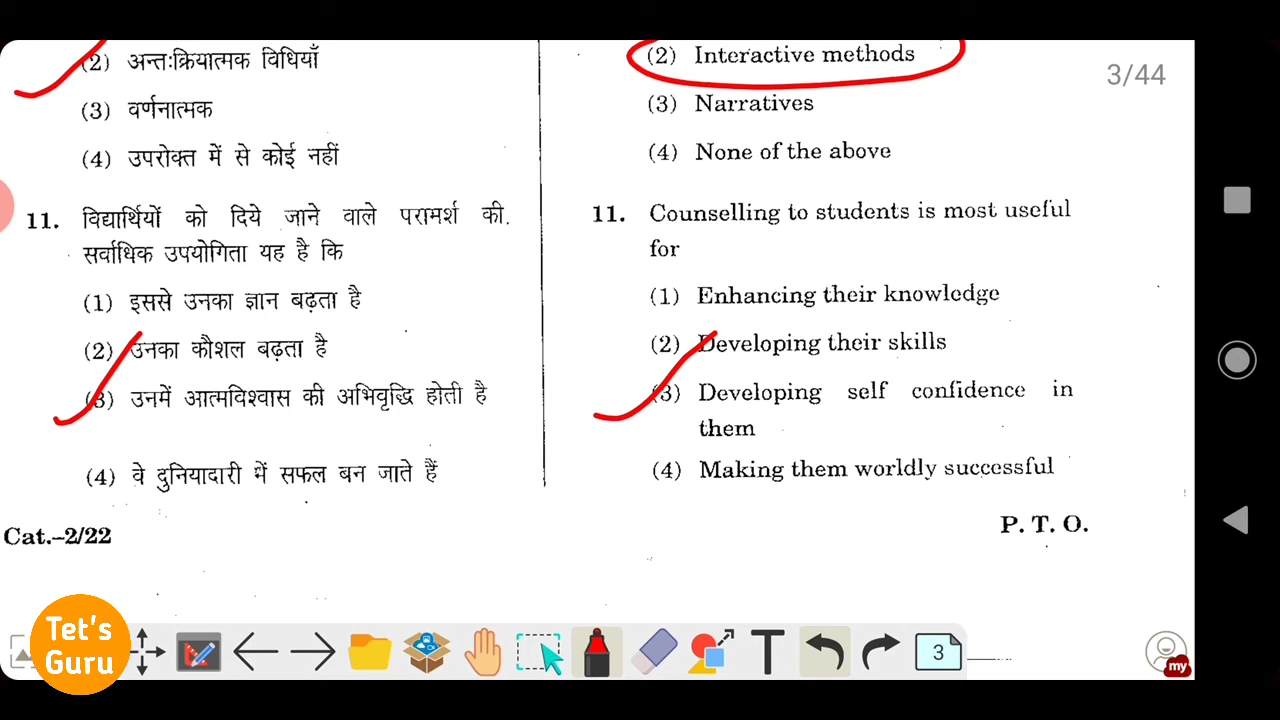 (2) अन्तःक्रियात्मक विधियाँ
(3) वर्णनात्मक
(4) उपरोक्त में से कोई नहीं
11. विद्यार्थियों को दिये जाने वाले परामर्श की
सर्वाधिक उपयोगिता यह है कि
(1) इससे उनका ज्ञान बढ़ता है
(2) उनका कौशल बढ़ता है
(3) उनमें आत्मविश्वास की अभिवृद्धि होती है
(4) वे दुनियादारी में सफल बन जाते हैं
Cat.-2/22
(2) Interactive methods
(3) Narratives
(4) None of the above
11. Counselling to students is most useful
for
(1) Enhancing their knowledge
(2) Developing their skills
(3) Developing self confidence in
them
(4) Making them worldly successful
P. T. O.
3/44
Tet's
Guru
T
3
my